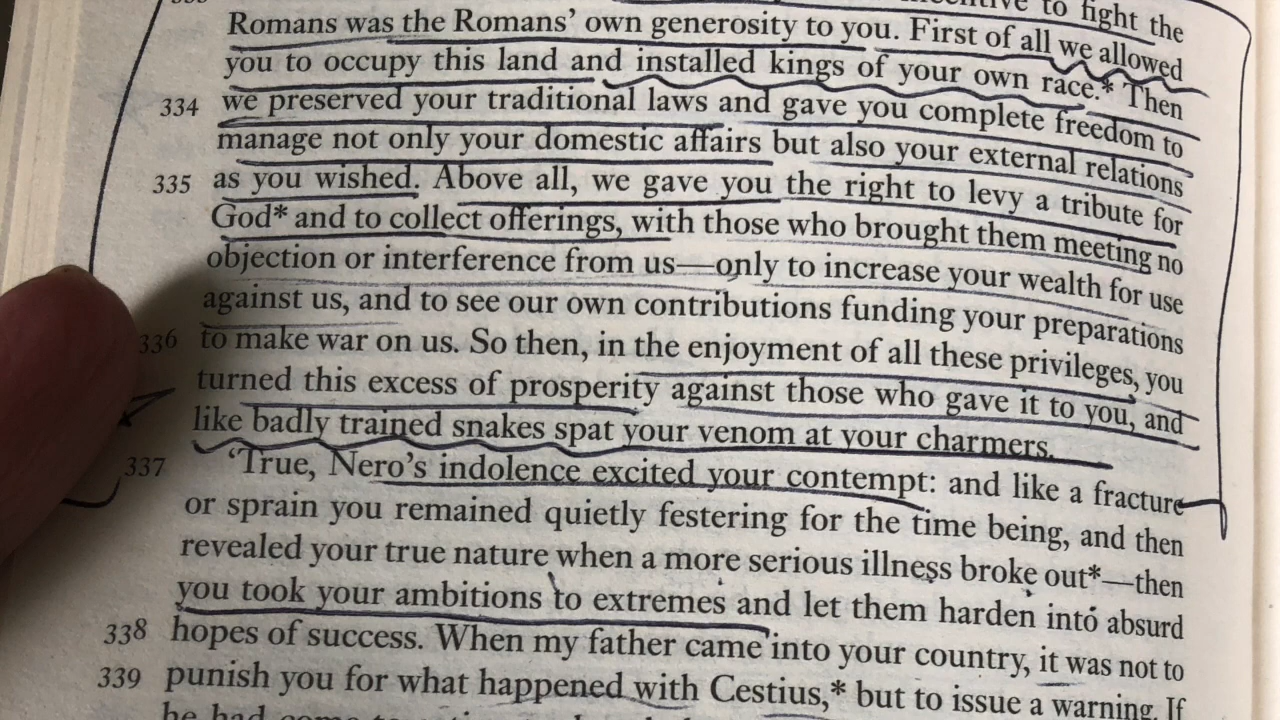 to fight the
Romans was the Romans’ own generosity to you. First of all we allowed
you to occupy this land and installed kings of your own race.* Then
334 we preserved your traditional laws and gave you complete freedom to
manage not only your domestic affairs but also your external relations
335 as you wished. Above all, we gave you the right to levy a tribute for
God* and to collect offerings, with those who brought them meeting no
objection or interference from us—only to increase your wealth for use
against us, and to see our own contributions funding your preparations
336 to make war on us. So then, in the enjoyment of all these privileges, you
turned this excess of prosperity against those who gave it to you, and
like badly trained snakes spat your venom at your charmers.
337 ‘True, Nero’s indolence excited your contempt: and like a fracture
or sprain you remained quietly festering for the time being, and then
revealed your true nature when a more serious illness broke out*—then
you took your ambitions to extremes and let them harden into absurd
338 hopes of success. When my father came into your country, it was not to
339 punish you for what happened with Cestius,* but to issue a warning. If
he had come to